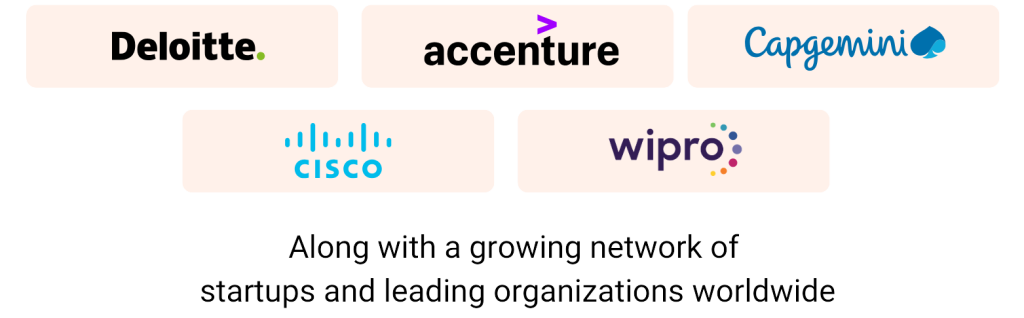 Deloitte.
accenture
Capgemini
CISCO
wipro
Along with a growing network of
startups and leading organizations worldwide